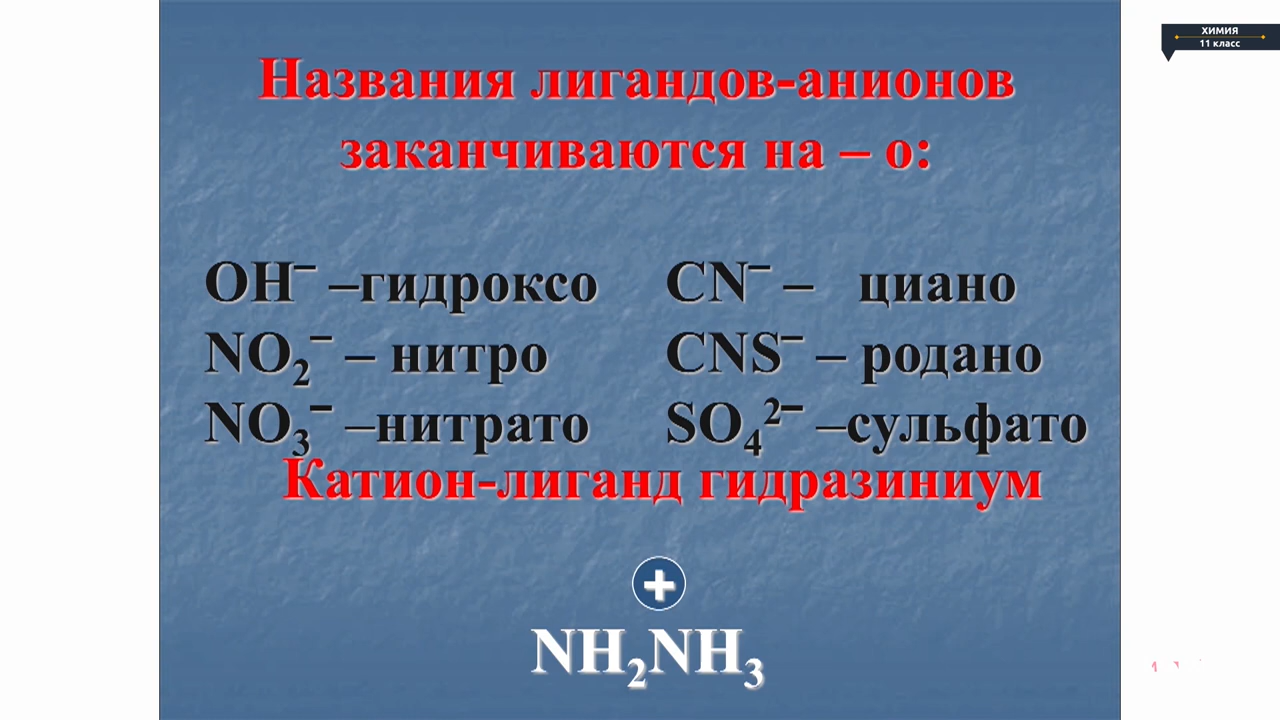 ХИМИЯ
11 класс
Названия лигандов-анионов
заканчиваются на – о:
OH⁻ –гидроксо CN⁻ – циано
NO₂⁻ – нитро CNS⁻ – родано
NO₃⁻ –нитрато SO₄²⁻ –сульфато
Катион-лиганд гидразиниум
+
NH₂NH₃